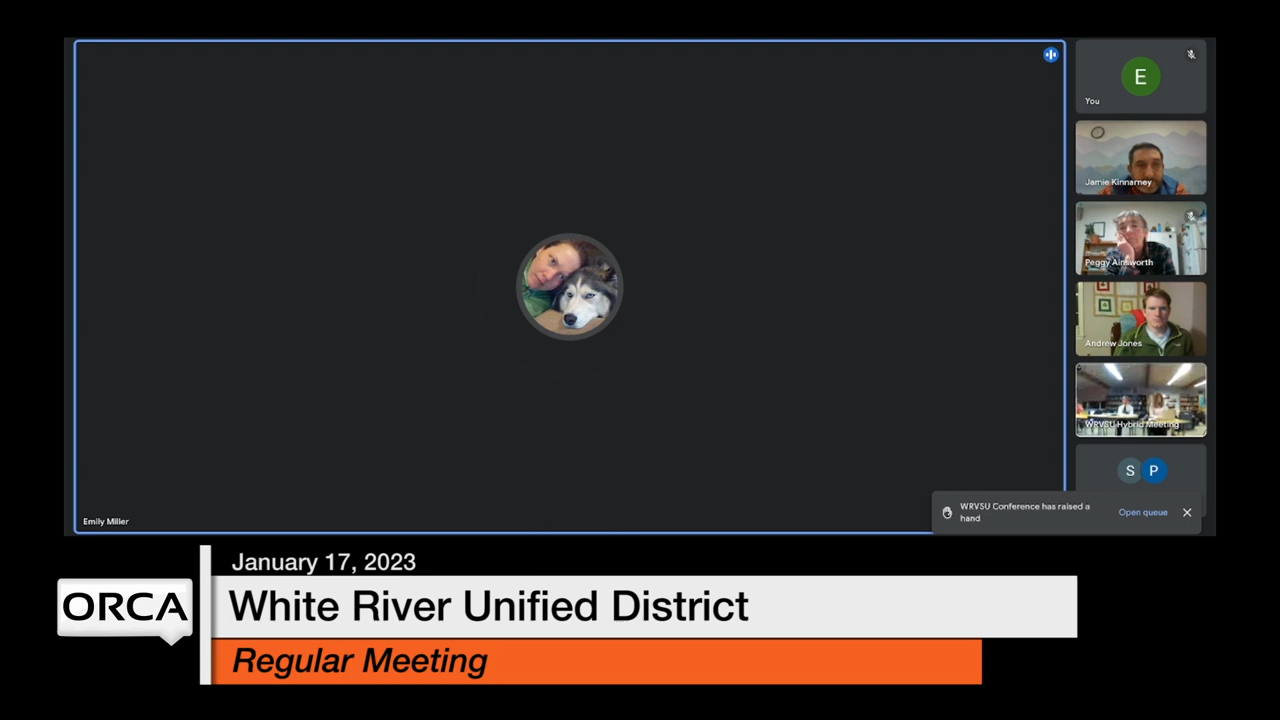 E
You
Jamie Kinnarney
Peggy Ainsworth
Andrew Jones
WRVSU Hybrid Meeting
S P
WRVSU Conference has raised a
hand
Open queue
Emily Miller
January 17, 2023
ORCA
White River Unified District
Regular Meeting